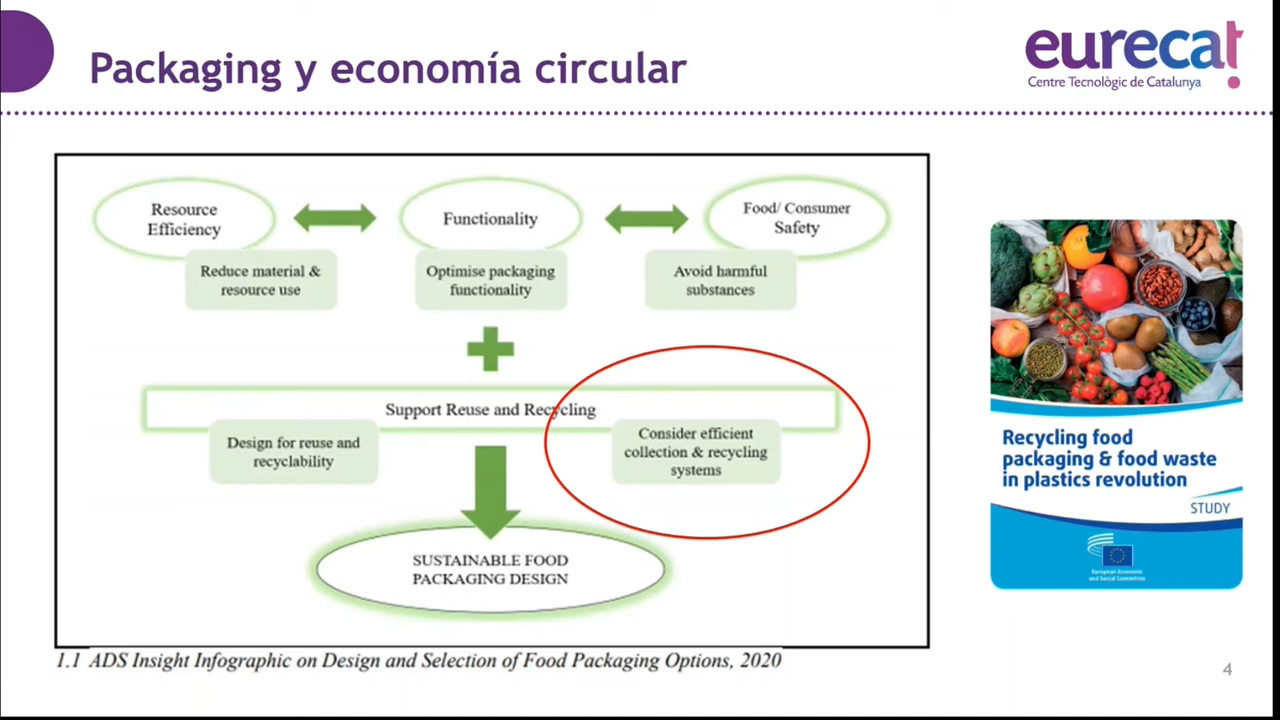 Packaging y economía circular
eurecat
Centre Tecnològic de Catalunya
Resource
Efficiency
Functionality
Food/ Consumer
Safety
Reduce material &
resource use
Optimise packaging
functionality
Avoid harmful
substances
Support Reuse and Recycling
Design for reuse and
recyclability
Consider efficient
collection & recycling
systems
SUSTAINABLE FOOD
PACKAGING DESIGN
1.1 ADS Insight Infographic on Design and Selection of Food Packaging Options, 2020
Recycling food
packaging & food waste
in plastics revolution
STUDY
European Economic
and Social Committee
4